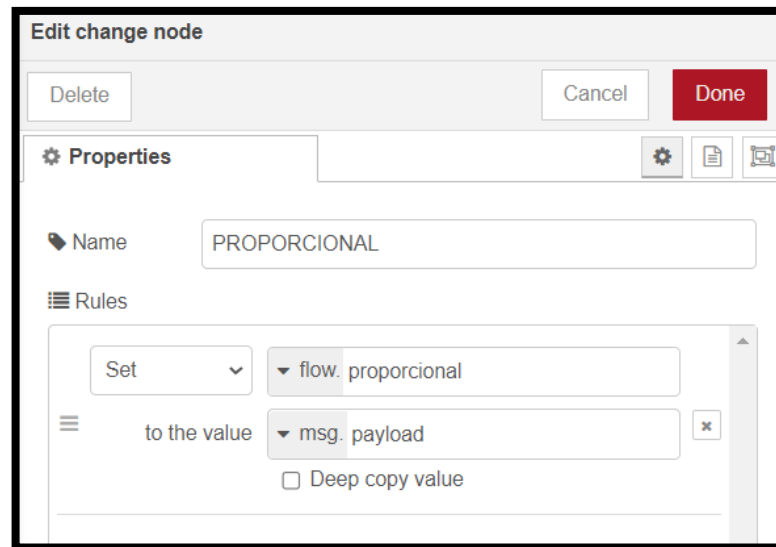 Edit change node
Delete
Cancel
Done
Properties
Name
PROPORCIONAL
Rules
Set
flow. proporcional
to the value
msg. payload
Deep copy value